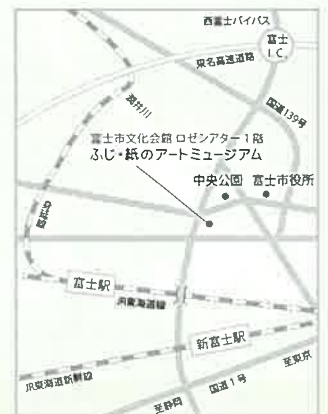 西富士バイパス
富士
I.C.
東名高速道路
国道139号
潤井川
富士市文化会館 ロゼシアター1階
ふじ・紙のアートミュージアム
中央公園 富士市役所
身延線
富士駅
JR東海道線
新富士駅
JR東海道新幹線
至東京
国道1号
至静岡